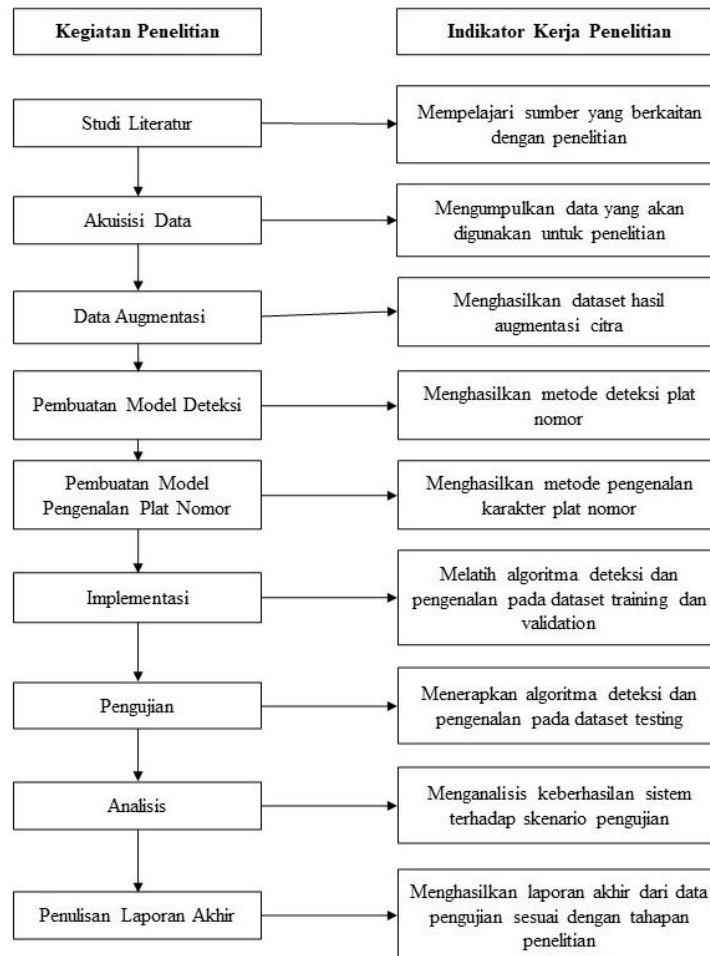 Kegiatan Penelitian
Indikator Kerja Penelitian
Studi Literatur
Mempelajari sumber yang berkaitan
dengan penelitian
Akuisisi Data
Mengumpulkan data yang akan
digunakan untuk penelitian
Data Augmentasi
Menghasilkan dataset hasil
augmentasi citra
Pembuatan Model Deteksi
Menghasilkan metode deteksi plat
nomor
Pembuatan Model
Pengenalan Plat Nomor
Menghasilkan metode pengenalan
karakter plat nomor
Implementasi
Melatih algoritma deteksi dan
pengenalan pada dataset training dan
validation
Pengujian
Menerapkan algoritma deteksi dan
pengenalan pada dataset testing
Analisis
Menganalisis keberhasilan sistem
terhadap skenario pengujian
Penulisan Laporan Akhir
Menghasilkan laporan akhir dari data
pengujian sesuai dengan tahapan
penelitian